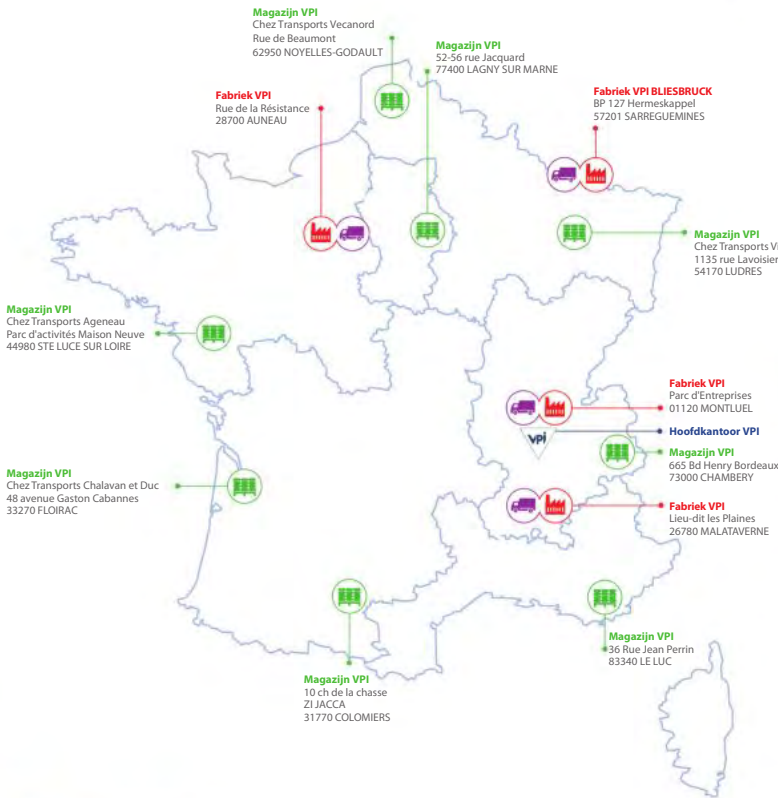 Magazijn VPI
Chez Transports Vecanord
Rue de Beaumont
62950 NOYELLES-GODAULT
Magazijn VPI
52-56 rue Jacquard
77400 LAGNY SUR MARNE
Fabriek VPI
Rue de la Résistance
28700 AUNEAU
Fabriek VPI BLIESBRUCK
BP 127 Hermeskappel
57201 SARREGUEMINES
Magazijn VPI
Chez Transports
1135 rue Lavoisier
54170 LUDRES
Magazijn VPI
Chez Transports Ageneau
Parc d'activités Maison Neuve
44980 STE LUCE SUR LOIRE
Fabriek VPI
Parc d'Entreprises
01120 MONTLUEL
vpi
Hoofdkantoor VPI
Magazijn VPI
665 Bd Henry Bordeaux
73000 CHAMBERY
Magazijn VPI
Chez Transports Chalavan et Duc
48 avenue Gaston Cabannes
33270 FLOIRAC
Fabriek VPI
Lieu-dit les Plaines
26780 MALATAVERNE
Magazijn VPI
36 Rue Jean Perrin
83340 LE LUC
Magazijn VPI
10 ch de la chasse
ZI JACCA
31770 COLOMIERS